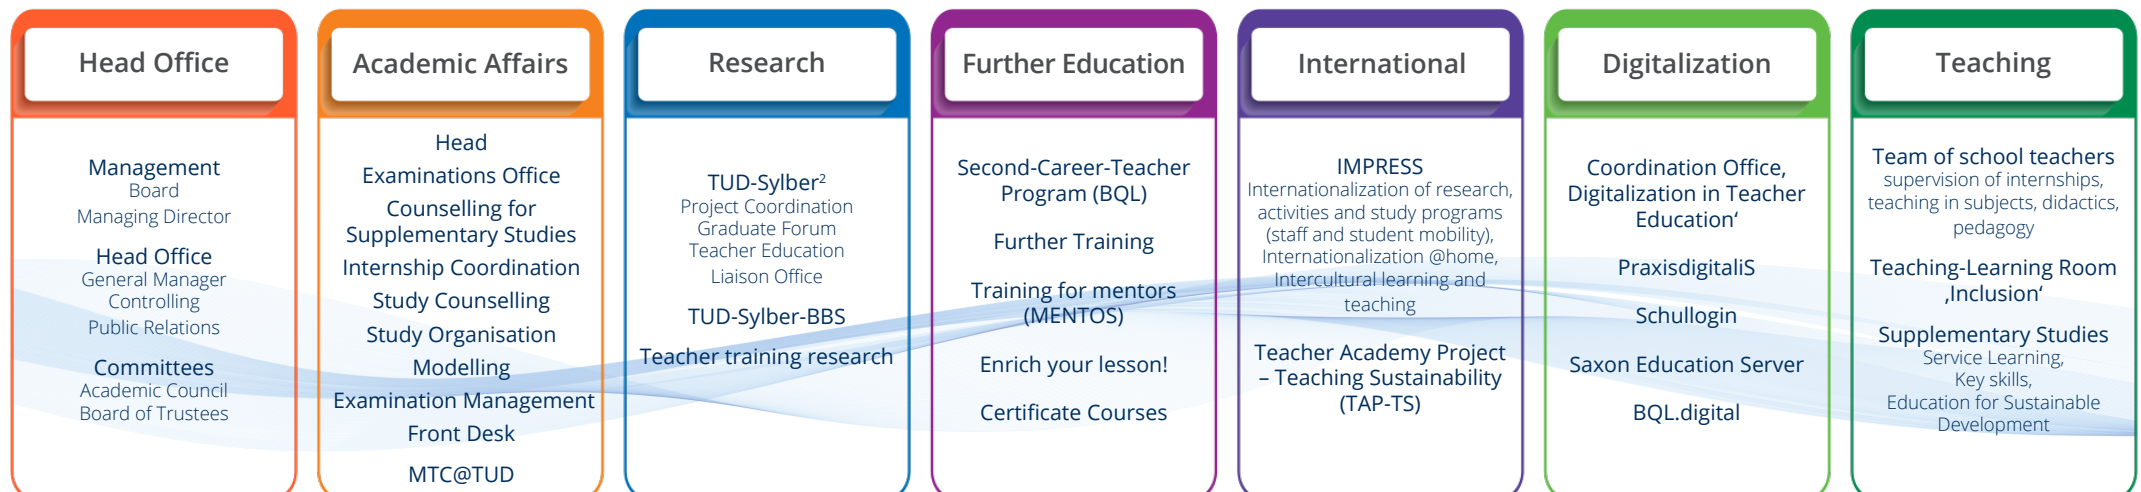 Head Office
Management
Board
Managing Director
Head Office
General Manager
Controlling
Public Relations
Committees
Academic Council
Board of Trustees
Academic Affairs
Head
Examinations Office
Counselling for
Supplementary Studies
Internship Coordination
Study Counselling
Study Organisation
Modelling
Examination Management
Front Desk
MTC@TUD
Research
TUD-Sylber²
Project Coordination
Graduate Forum
Teacher Education
Liaison Office
TUD-Sylber-BBS
Teacher training research
Further Education
Second-Career-Teacher
Program (BQL)
Further Training
Training for mentors
(MENTOS)
Enrich your lesson!
Certificate Courses
International
IMPRESS
Internationalization of research,
activities and study programs
(staff and student mobility),
Internationalization @home,
Intercultural learning and
teaching
Teacher Academy Project
– Teaching Sustainability
(TAP-TS)
Digitalization
Coordination Office,
Digitalization in Teacher
Education‘
PraxisdigitaliS
Schullogin
Saxon Education Server
BQL.digital
Teaching
Team of school teachers
supervision of internships,
teaching in subjects, didactics,
pedagogy
Teaching-Learning Room
‚Inclusion‘
Supplementary Studies
Service Learning,
Key skills,
Education for Sustainable
Development